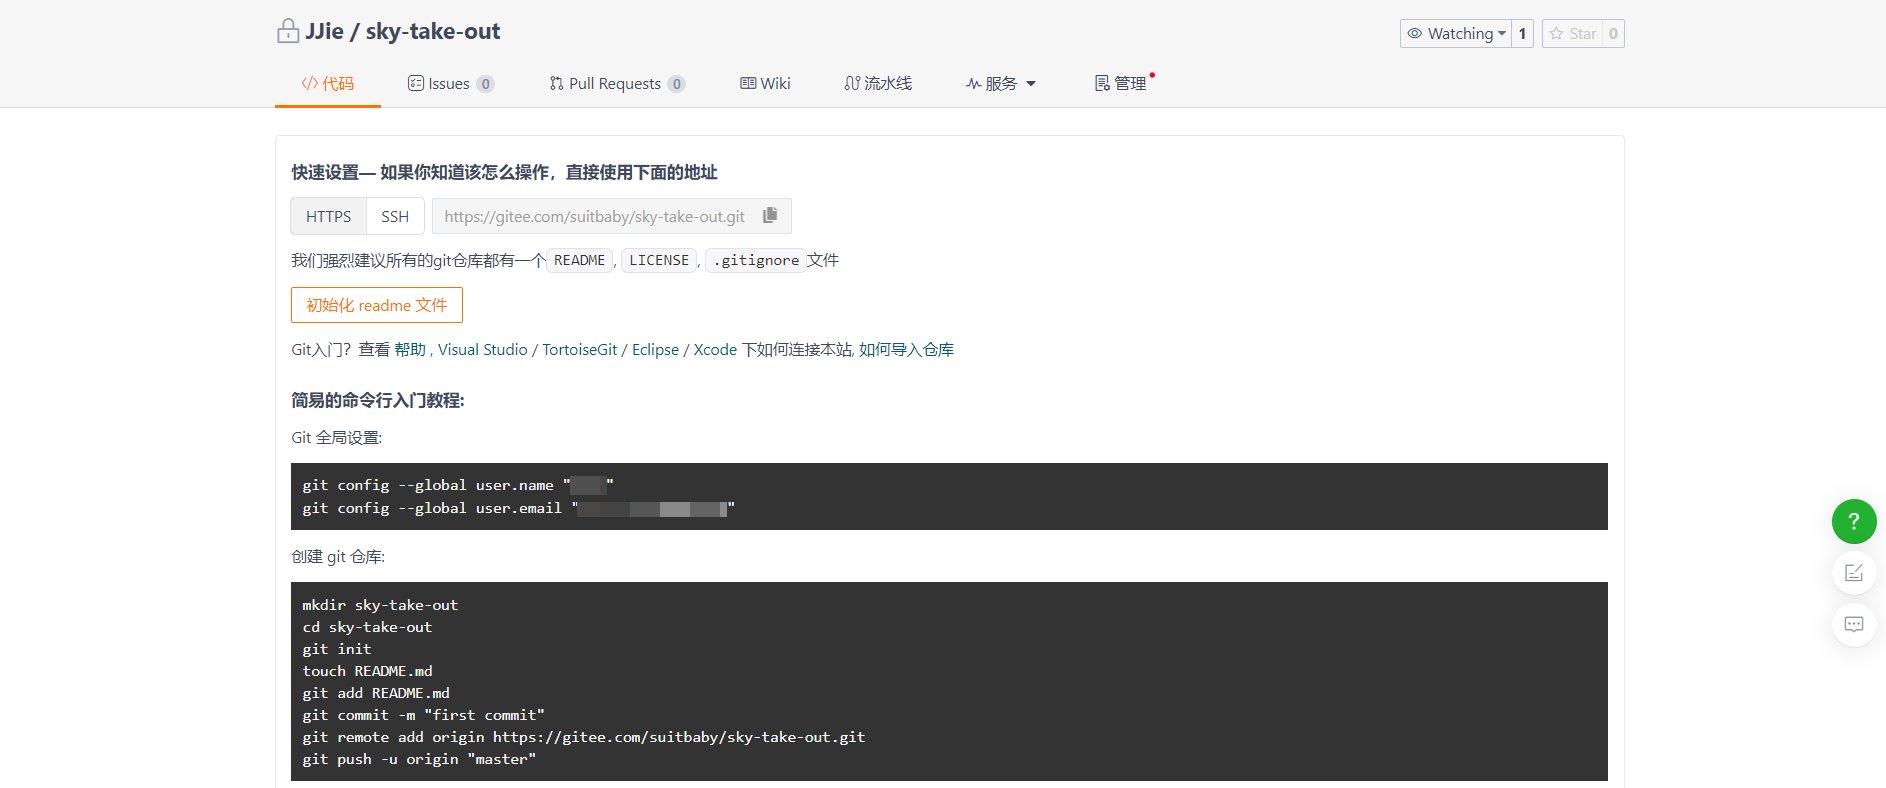 JJie / sky-take-out
Watching 1 Star 0
代码 Issues 0 Pull Requests 0 Wiki 流水线 服务 管理
快速设置— 如果你知道该怎么操作，直接使用下面的地址
HTTPS SSH https://gitee.com/suitbaby/sky-take-out.git
我们强烈建议所有的git仓库都有一个 README, LICENSE, .gitignore 文件
初始化 readme 文件
Git入门？查看 帮助 , Visual Studio / TortoiseGit / Eclipse / Xcode 下如何连接本站, 如何导入仓库
简易的命令行入门教程:
Git 全局设置:
git config --global user.name " "
git config --global user.email " "
创建 git 仓库:
mkdir sky-take-out
cd sky-take-out
git init
touch README.md
git add README.md
git commit -m "first commit"
git remote add origin https://gitee.com/suitbaby/sky-take-out.git
git push -u origin "master"
?